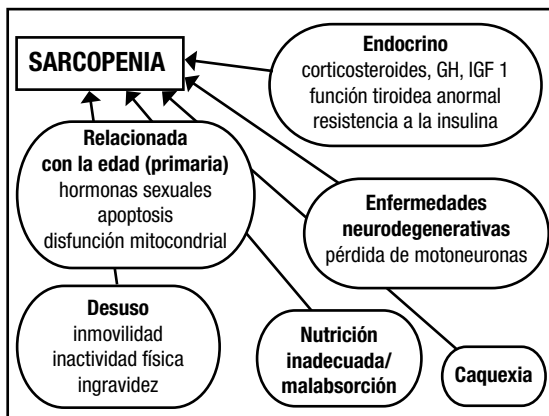 SARCOPENIA
Endocrino
corticosteroides, GH, IGF 1
función tiroidea anormal
resistencia a la insulina
Relacionada
con la edad (primaria)
hormonas sexuales
apoptosis
disfunción mitocondrial
Enfermedades
neurodegenerativas
pérdida de motoneuronas
Desuso
inmovilidad
inactividad física
ingravidez
Nutrición
inadecuada/
malabsorción
Caquexia